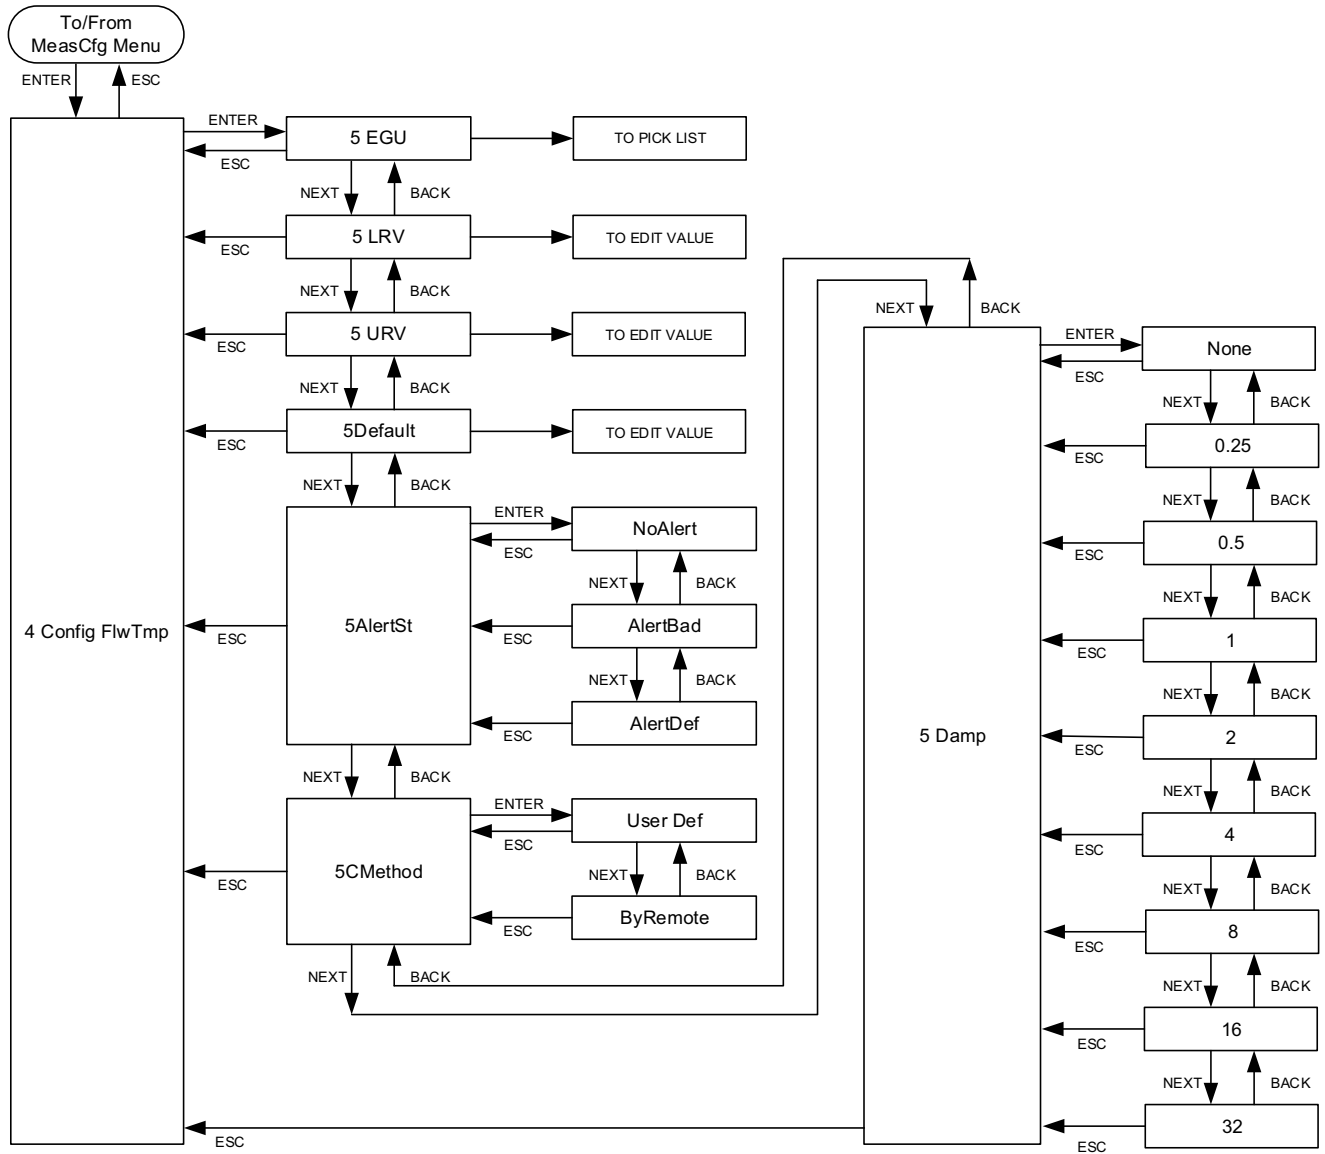 To/From
MeasCfg Menu
ENTER
ESC
4 Config FlwTmp
ENTER
ESC
5 EGU
TO PICK LIST
NEXT
BACK
ESC
5 LRV
TO EDIT VALUE
NEXT
BACK
ESC
5 URV
TO EDIT VALUE
NEXT
BACK
ESC
5Default
TO EDIT VALUE
NEXT
BACK
ESC
5AlertSt
ENTER
ESC
NoAlert
NEXT
BACK
ESC
AlertBad
NEXT
BACK
ESC
AlertDef
NEXT
BACK
ESC
5CMethod
ENTER
ESC
User Def
NEXT
BACK
ESC
ByRemote
NEXT
BACK
NEXT
BACK
5 Damp
ESC
ENTER
ESC
None
NEXT
BACK
ESC
0.25
NEXT
BACK
ESC
0.5
NEXT
BACK
ESC
1
NEXT
BACK
ESC
2
NEXT
BACK
ESC
4
NEXT
BACK
ESC
8
NEXT
BACK
ESC
16
NEXT
BACK
ESC
32